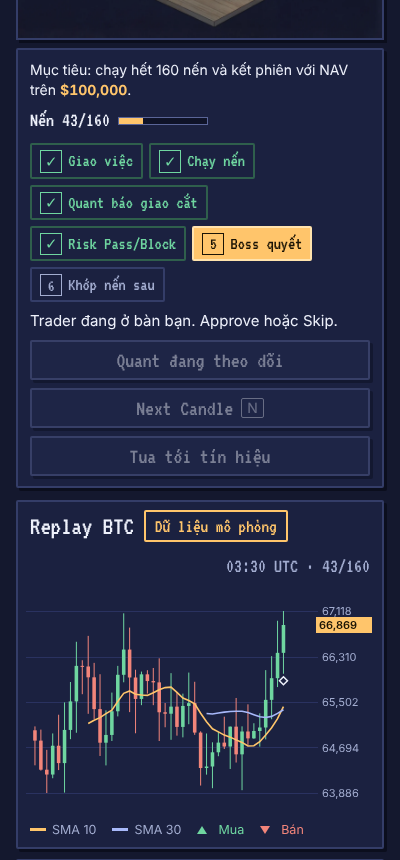 Mục tiêu: chạy hết 160 nến và kết phiên với NAV
trên $100,000.
Nến 43/160
✓ Giao việc ✓ Chạy nến
✓ Quant báo giao cắt
✓ Risk Pass/Block 5 Boss quyết
6 Khớp nến sau
Trader đang ở bàn bạn. Approve hoặc Skip.
Quant đang theo dõi
Next Candle N
Tua tới tín hiệu
Replay BTC Dữ liệu mô phỏng
03:30 UTC · 43/160
67,118
66,869
66,310
65,502
64,694
63,886
SMA 10 SMA 30 Mua Bán